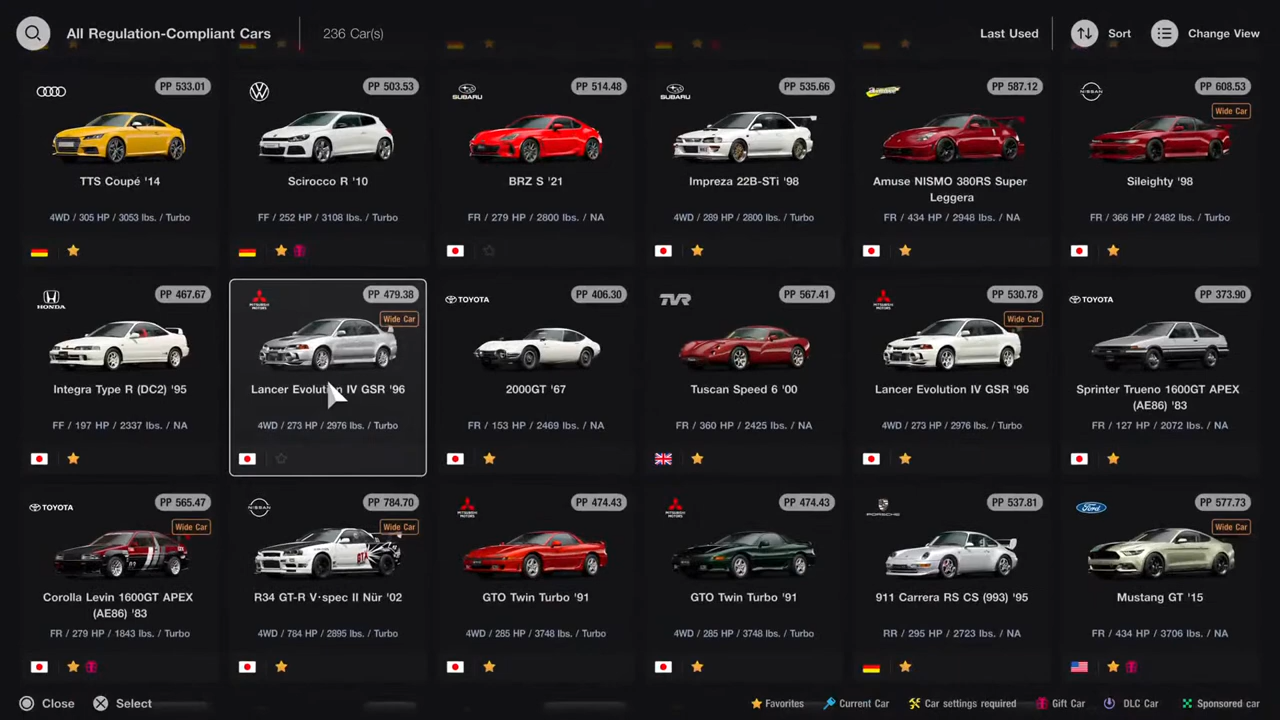 All Regulation-Compliant Cars 236 Car(s) Last Used Sort Change View
PP 533.01 PP 503.53 PP 514.48 PP 535.66 PP 587.12 PP 608.53
SUBARU SUBARU NISSAN
Wide Car
TTS Coupé '14 Scirocco R '10 BRZ S '21 Impreza 22B-STi '98 Amuse NISMO 380RS Super Leggera Sileighty '98
4WD / 305 HP / 3053 lbs. / Turbo FF / 252 HP / 3108 lbs. / Turbo FR / 279 HP / 2800 lbs. / NA 4WD / 289 HP / 2800 lbs. / Turbo FR / 434 HP / 2948 lbs. / NA FR / 366 HP / 2482 lbs. / Turbo
PP 467.67 PP 479.38 PP 406.30 PP 567.41 PP 530.78 PP 373.90
HONDA MITSUBISHI MOTORS TOYOTA TVR MITSUBISHI MOTORS TOYOTA
Wide Car Wide Car
Integra Type R (DC2) '95 Lancer Evolution IV GSR '96 2000GT '67 Tuscan Speed 6 '00 Lancer Evolution IV GSR '96 Sprinter Trueno 1600GT APEX (AE86) '83
FF / 197 HP / 2337 lbs. / NA 4WD / 273 HP / 2976 lbs. / Turbo FR / 153 HP / 2469 lbs. / NA FR / 360 HP / 2425 lbs. / NA 4WD / 273 HP / 2976 lbs. / Turbo FR / 127 HP / 2072 lbs. / NA
PP 565.47 PP 784.70 PP 474.43 PP 474.43 PP 537.81 PP 577.73
TOYOTA NISSAN MITSUBISHI MOTORS MITSUBISHI MOTORS PORSCHE Ford
Wide Car Wide Car Wide Car
Corolla Levin 1600GT APEX (AE86) '83 R34 GT-R V・spec II Nür '02 GTO Twin Turbo '91 GTO Twin Turbo '91 911 Carrera RS CS (993) '95 Mustang GT '15
FR / 279 HP / 1843 lbs. / Turbo 4WD / 784 HP / 2895 lbs. / Turbo 4WD / 285 HP / 3748 lbs. / Turbo 4WD / 285 HP / 3748 lbs. / Turbo RR / 295 HP / 2723 lbs. / NA FR / 434 HP / 3706 lbs. / NA
Close Select Favorites Current Car Car settings required Gift Car DLC Car Sponsored car